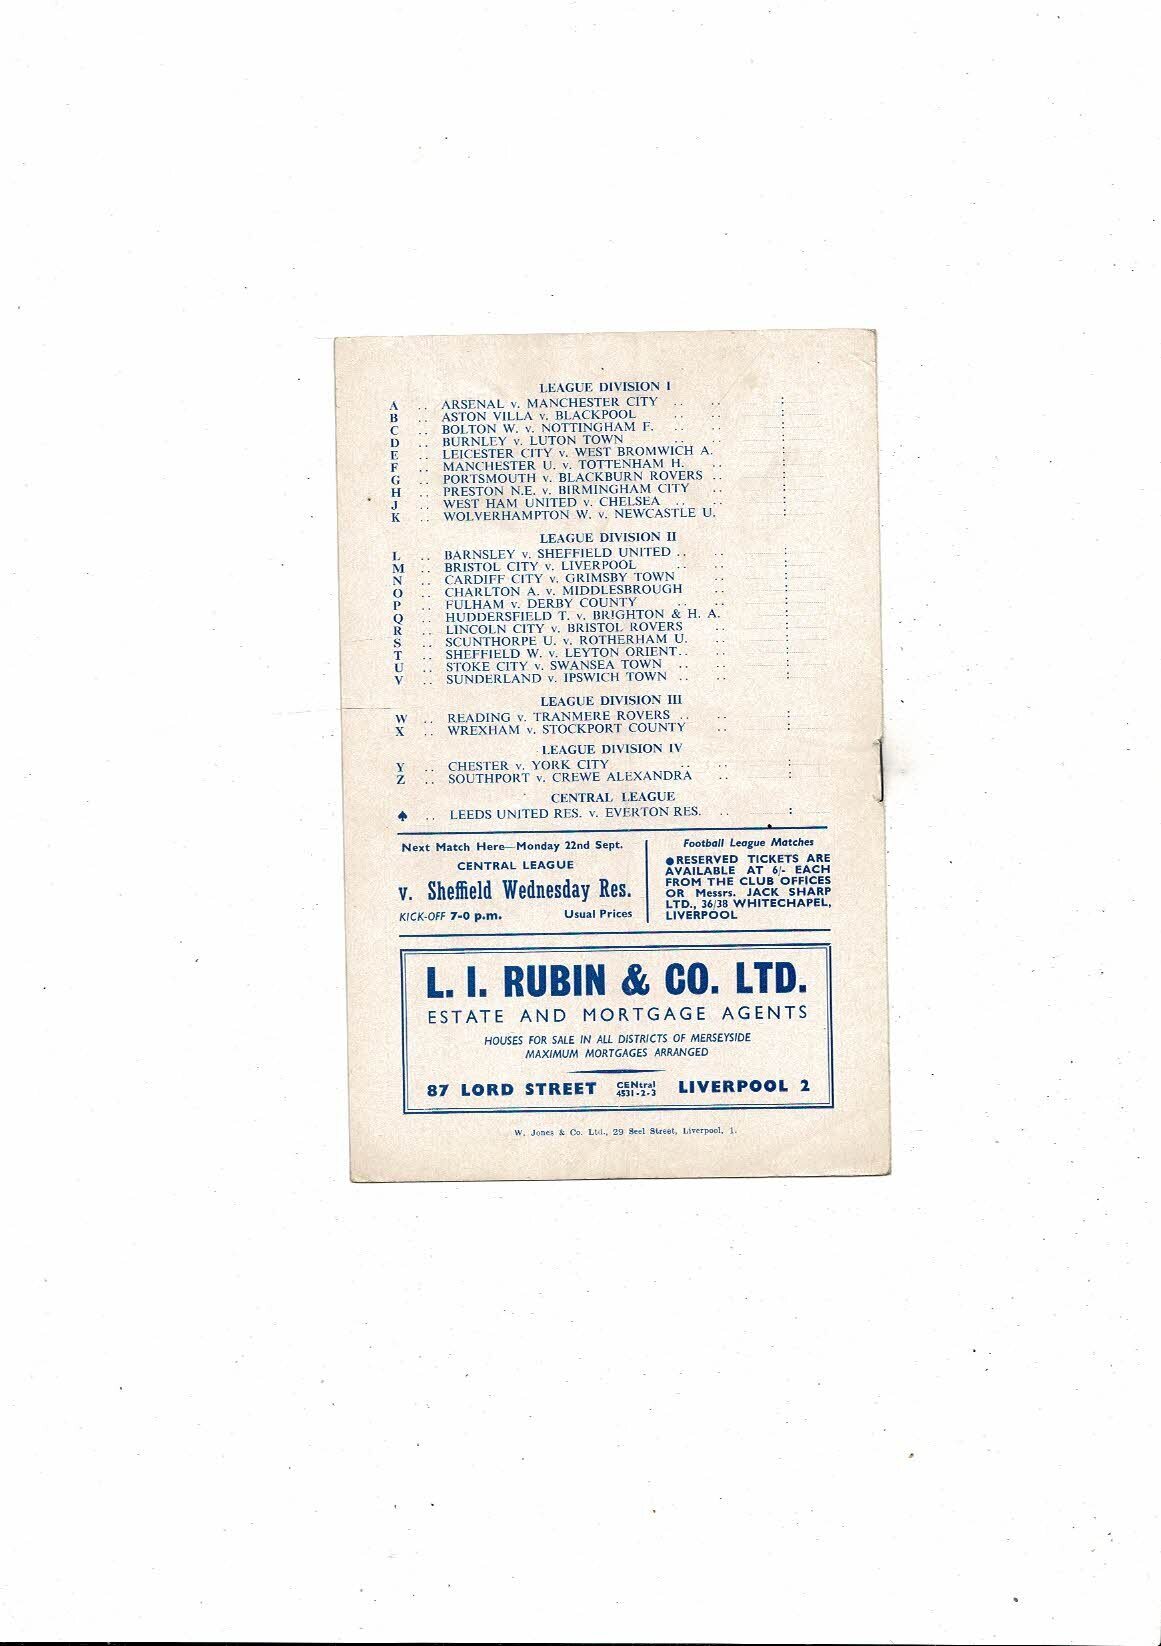 LEAGUE DIVISION I
A .. ARSENAL v. MANCHESTER CITY .. .. :
B .. ASTON VILLA v. BLACKPOOL .. .. :
C .. BOLTON W. v. NOTTINGHAM F. .. .. :
D .. BURNLEY v. LUTON TOWN .. .. :
E .. LEICESTER CITY v. WEST BROMWICH A. :
F .. MANCHESTER U. v. TOTTENHAM H. .. :
G .. PORTSMOUTH v. BLACKBURN ROVERS .. :
H .. PRESTON N.E. v. BIRMINGHAM CITY .. :
J .. WEST HAM UNITED v. CHELSEA .. .. :
K .. WOLVERHAMPTON W. v. NEWCASTLE U. :
LEAGUE DIVISION II
L .. BARNSLEY v. SHEFFIELD UNITED .. .. :
M .. BRISTOL CITY v. LIVERPOOL .. .. :
N .. CARDIFF CITY v. GRIMSBY TOWN .. :
O .. CHARLTON A. v. MIDDLESBROUGH .. :
P .. FULHAM v. DERBY COUNTY .. .. :
Q .. HUDDERSFIELD T. v. BRIGHTON & H. A. :
R .. LINCOLN CITY v. BRISTOL ROVERS .. :
S .. SCUNTHORPE U. v. ROTHERHAM U. .. :
T .. SHEFFIELD W. v. LEYTON ORIENT .. .. :
U .. STOKE CITY v. SWANSEA TOWN .. .. :
V .. SUNDERLAND v. IPSWICH TOWN .. .. :
LEAGUE DIVISION III
W .. READING v. TRANMERE ROVERS .. .. :
X .. WREXHAM v. STOCKPORT COUNTY .. :
LEAGUE DIVISION IV
Y .. CHESTER v. YORK CITY .. .. :
Z .. SOUTHPORT v. CREWE ALEXANDRA .. :
CENTRAL LEAGUE
♠ .. LEEDS UNITED RES. v. EVERTON RES. .. :
Next Match Here—Monday 22nd Sept.
CENTRAL LEAGUE
v. Sheffield Wednesday Res.
KICK-OFF 7-0 p.m. Usual Prices
Football League Matches
●RESERVED TICKETS ARE
AVAILABLE AT 6/- EACH
FROM THE CLUB OFFICES
OR Messrs. JACK SHARP
LTD., 36/38 WHITECHAPEL,
LIVERPOOL
L. I. RUBIN & CO. LTD.
ESTATE AND MORTGAGE AGENTS
HOUSES FOR SALE IN ALL DISTRICTS OF MERSEYSIDE
MAXIMUM MORTGAGES ARRANGED
87 LORD STREET CENtral 4531-2-3 LIVERPOOL 2
W. Jones & Co. Ltd., 29 Seel Street, Liverpool, 1.